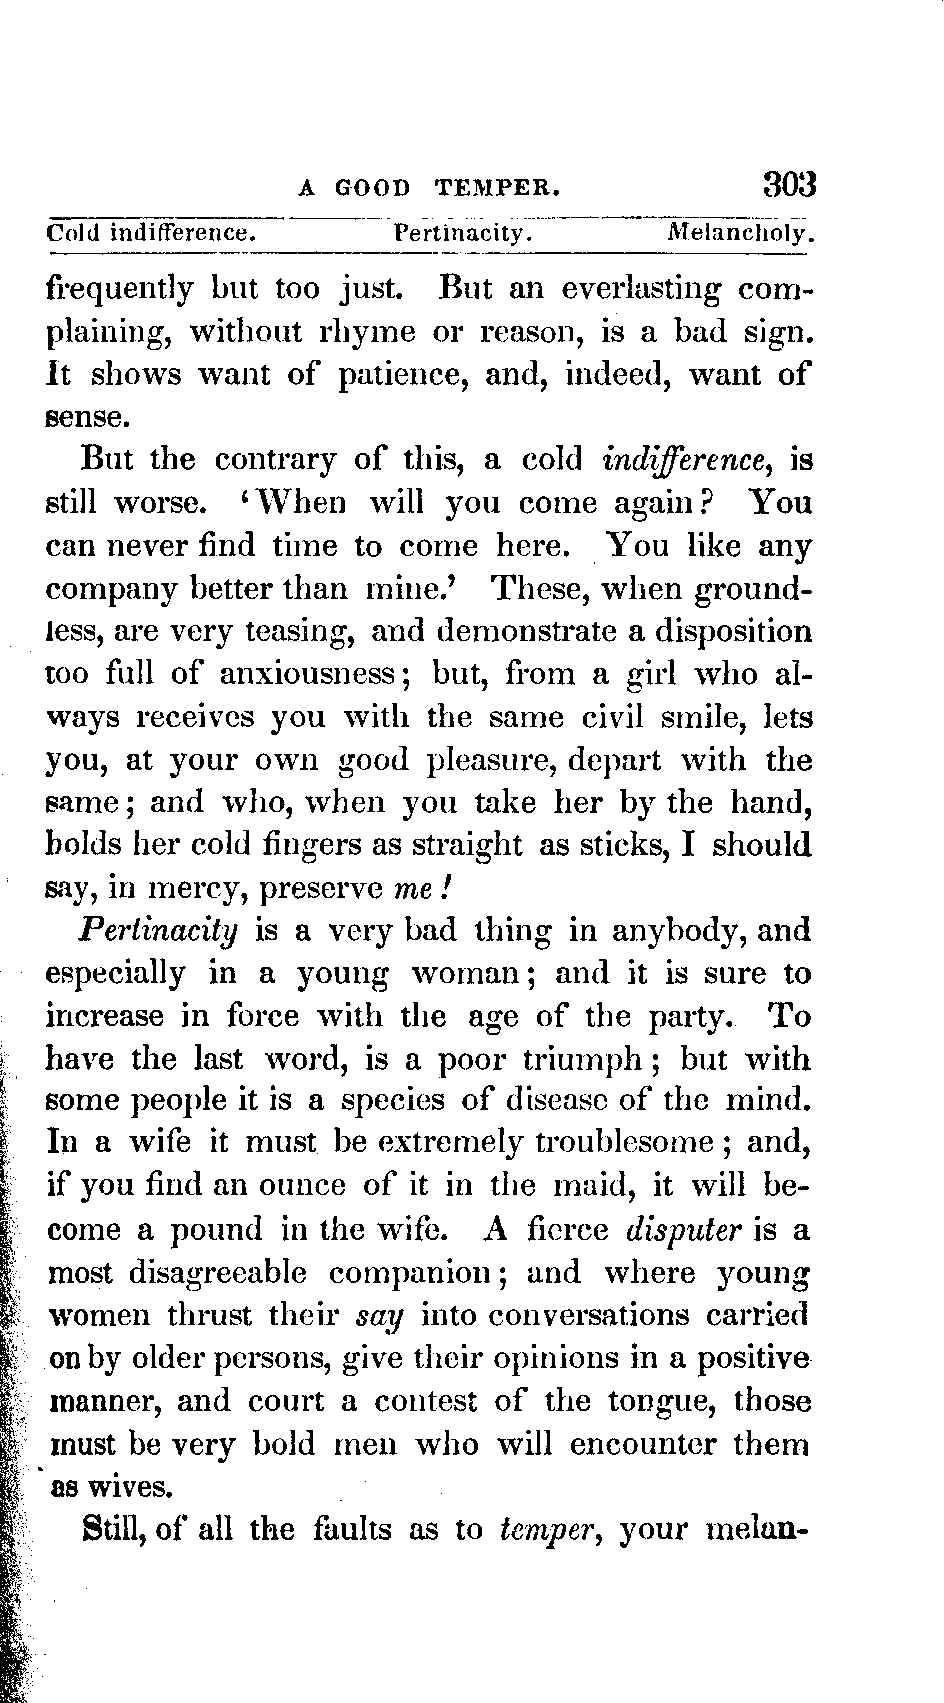 A GOOD TEMPER. 303
Cold indifference. Pertinacity. Melancholy.
frequently but too just. But an everlasting com-
plaining, without rhyme or reason, is a bad sign.
It shows want of patience, and, indeed, want of
sense.
But the contrary of this, a cold indifference, is
still worse. ‘When will you come again? You
can never find time to come here. You like any
company better than mine.’ These, when ground-
less, are very teasing, and demonstrate a disposition
too full of anxiousness; but, from a girl who al-
ways receives you with the same civil smile, lets
you, at your own good pleasure, depart with the
same; and who, when you take her by the hand,
holds her cold fingers as straight as sticks, I should
say, in mercy, preserve me!
Pertinacity is a very bad thing in anybody, and
especially in a young woman; and it is sure to
increase in force with the age of the party. To
have the last word, is a poor triumph; but with
some people it is a species of disease of the mind.
In a wife it must be extremely troublesome; and,
if you find an ounce of it in the maid, it will be-
come a pound in the wife. A fierce disputer is a
most disagreeable companion; and where young
women thrust their say into conversations carried
on by older persons, give their opinions in a positive
manner, and court a contest of the tongue, those
must be very bold men who will encounter them
as wives.
Still, of all the faults as to temper, your melan-